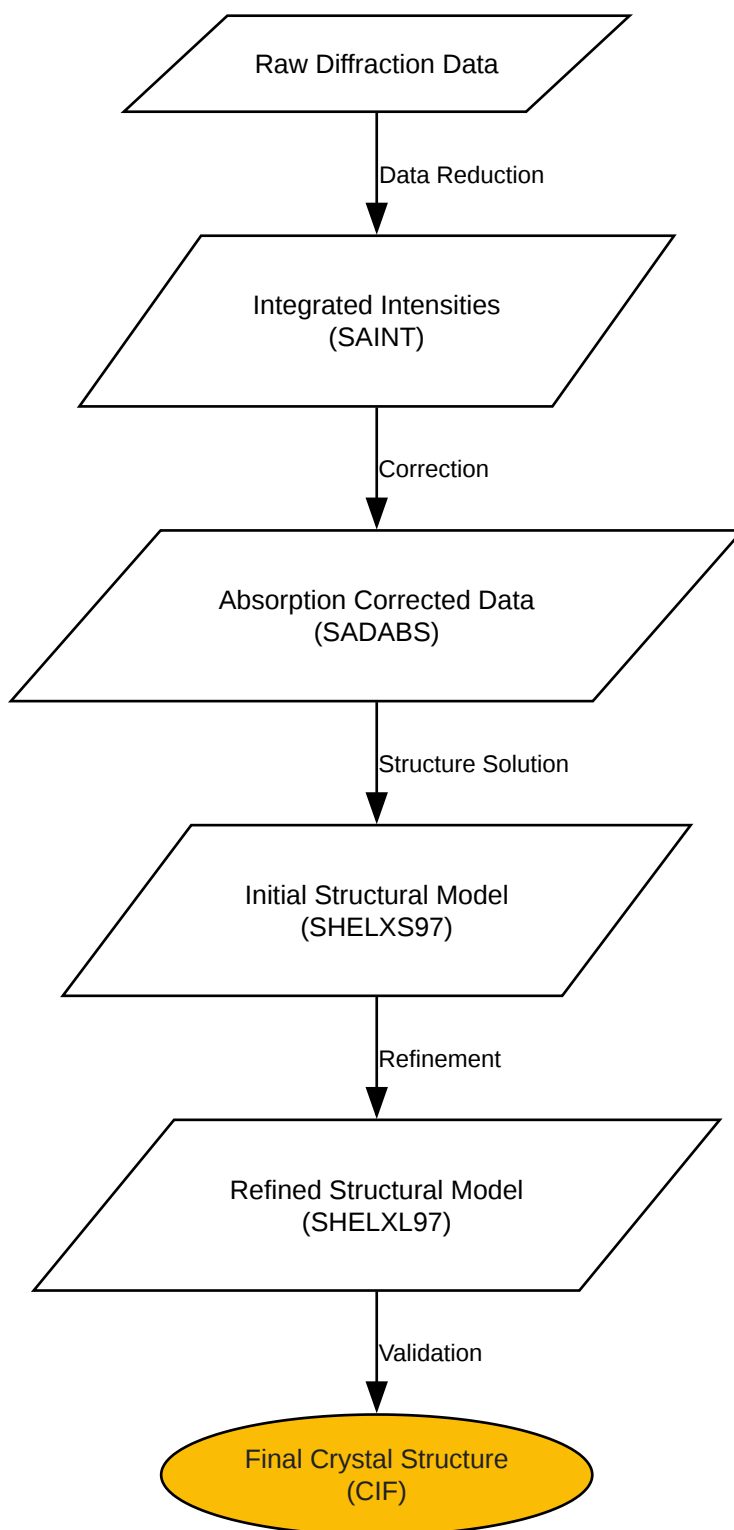 Raw Diffraction Data
Data Reduction
Integrated Intensities
(SAINT)
Correction
Absorption Corrected Data
(SADABS)
Structure Solution
Initial Structural Model
(SHELXS97)
Refinement
Refined Structural Model
(SHELXL97)
Validation
Final Crystal Structure
(CIF)